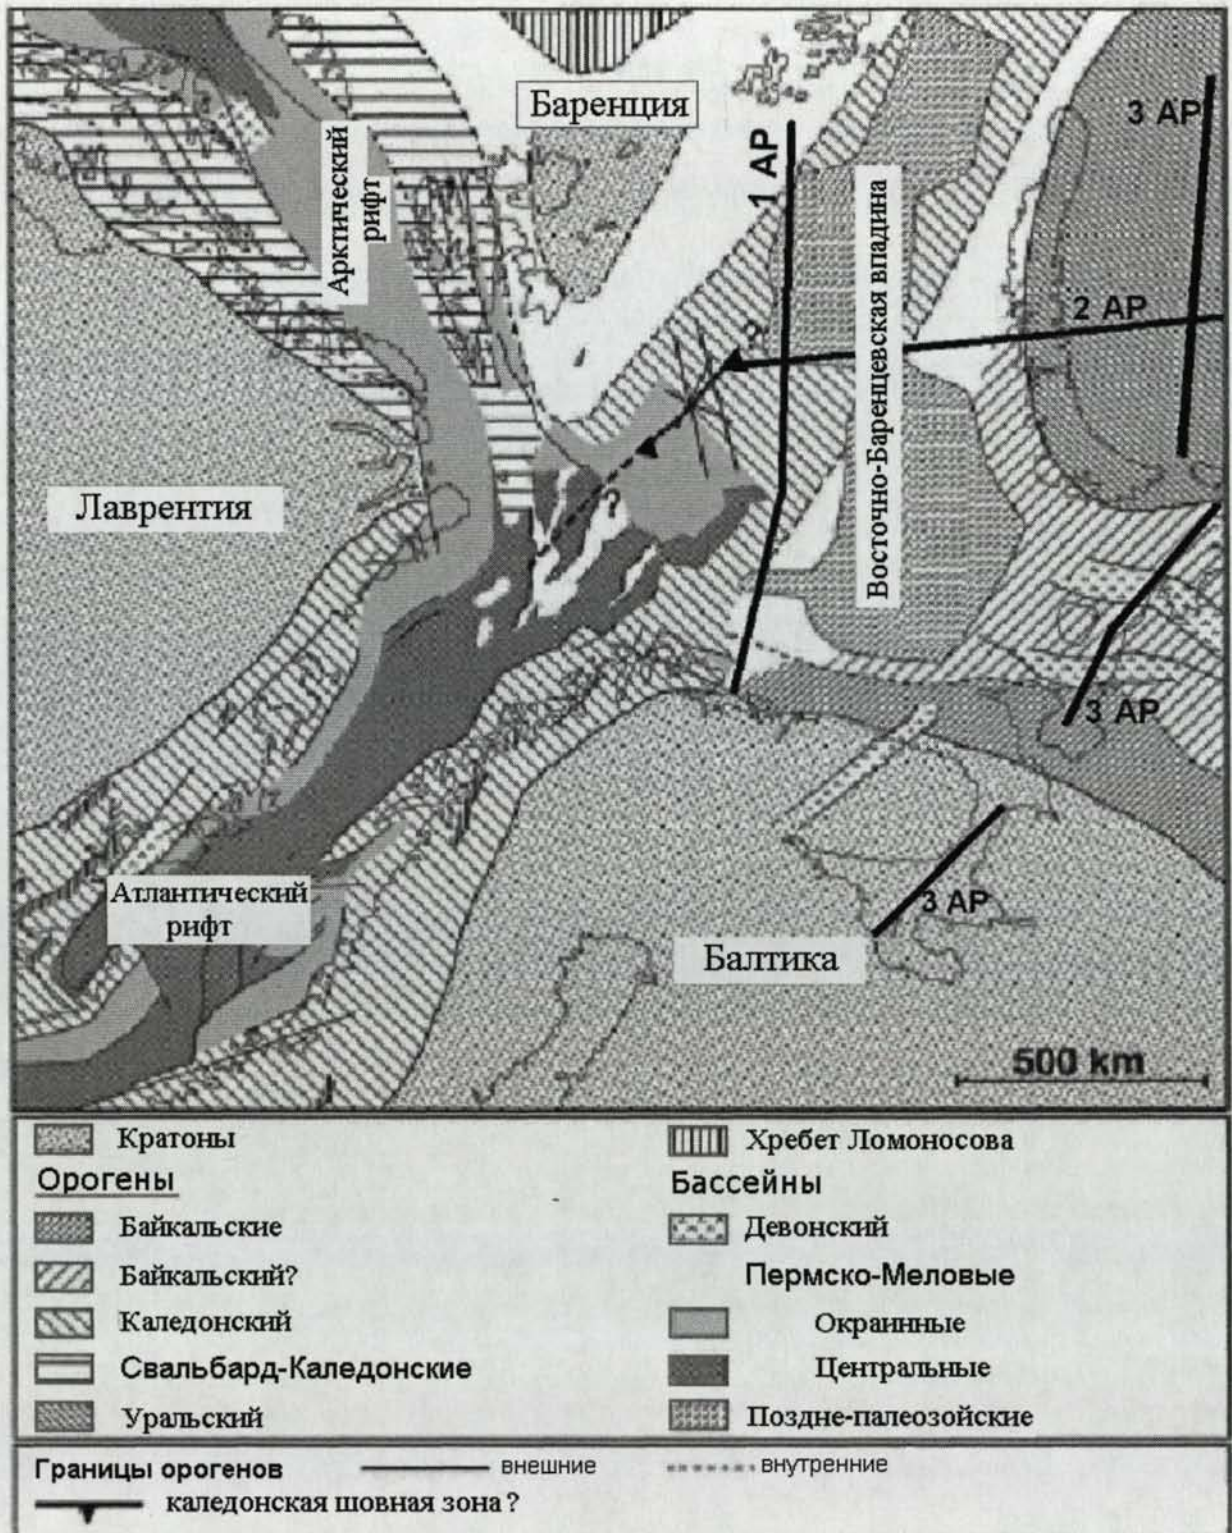 Баренция
Арктический
рифт
1 АР
3 АР
Восточно-Баренцевская впадина
2 АР
?
Лаврентия
?
3 АР
Атлантический
рифт
3 АР
Балтика
500 km
Кратоны
Орогены
Байкальские
Байкальский?
Каледонский
Свальбард-Каледонские
Уральский
Хребет Ломоносова
Бассейны
Девонский
Пермско-Меловые
Окраинные
Центральные
Поздне-палеозойские
Границы орогенов внешние внутренние
каледонская шовная зона ?